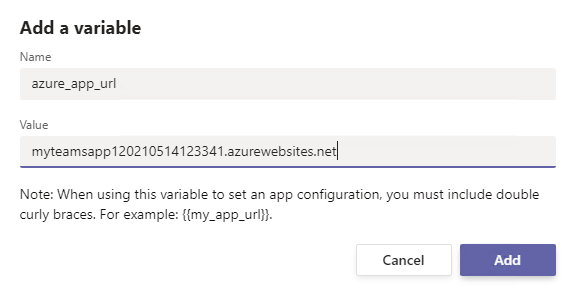 Add a variable
Name
azure_app_url
Value
myteamsapp120210514123341.azurewebsites.net
Note: When using this variable to set an app configuration, you must include double
curly braces. For example: {{my_app_url}}.
Cancel
Add